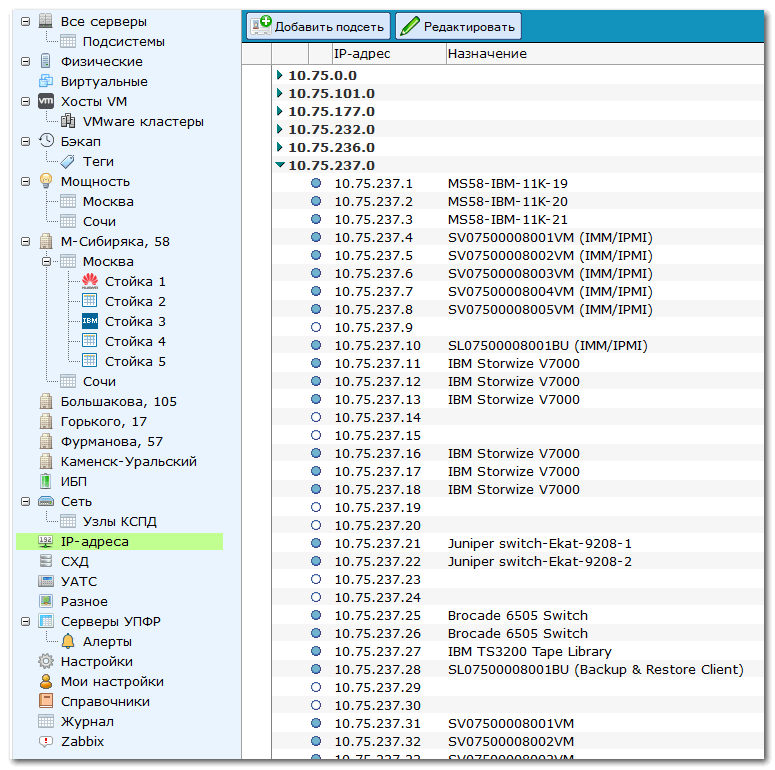 Все серверы
Подсистемы
Физические
Виртуальные
Хосты VM
VMware кластеры
Бэкап
Теги
Мощность
Москва
Сочи
М-Сибиряка, 58
Москва
Стойка 1
Стойка 2
Стойка 3
Стойка 4
Стойка 5
Сочи
Большакова, 105
Горького, 17
Фурманова, 57
Каменск-Уральский
ИБП
Сеть
Узлы КСПД
IP-адреса
СХД
УАТС
Разное
Серверы УПФР
Алерты
Настройки
Мои настройки
Справочники
Журнал
Zabbix
Добавить подсеть Редактировать
IP-адрес Назначение
10.75.0.0
10.75.101.0
10.75.177.0
10.75.232.0
10.75.236.0
10.75.237.0
10.75.237.1 MS58-IBM-11K-19
10.75.237.2 MS58-IBM-11K-20
10.75.237.3 MS58-IBM-11K-21
10.75.237.4 SV07500008001VM (IMM/IPMI)
10.75.237.5 SV07500008002VM (IMM/IPMI)
10.75.237.6 SV07500008003VM (IMM/IPMI)
10.75.237.7 SV07500008004VM (IMM/IPMI)
10.75.237.8 SV07500008005VM (IMM/IPMI)
10.75.237.9
10.75.237.10 SL07500008001BU (IMM/IPMI)
10.75.237.11 IBM Storwize V7000
10.75.237.12 IBM Storwize V7000
10.75.237.13 IBM Storwize V7000
10.75.237.14
10.75.237.15
10.75.237.16 IBM Storwize V7000
10.75.237.17 IBM Storwize V7000
10.75.237.18 IBM Storwize V7000
10.75.237.19
10.75.237.20
10.75.237.21 Juniper switch-Ekat-9208-1
10.75.237.22 Juniper switch-Ekat-9208-2
10.75.237.23
10.75.237.24
10.75.237.25 Brocade 6505 Switch
10.75.237.26 Brocade 6505 Switch
10.75.237.27 IBM TS3200 Tape Library
10.75.237.28 SL07500008001BU (Backup & Restore Client)
10.75.237.29
10.75.237.30
10.75.237.31 SV07500008001VM
10.75.237.32 SV07500008002VM